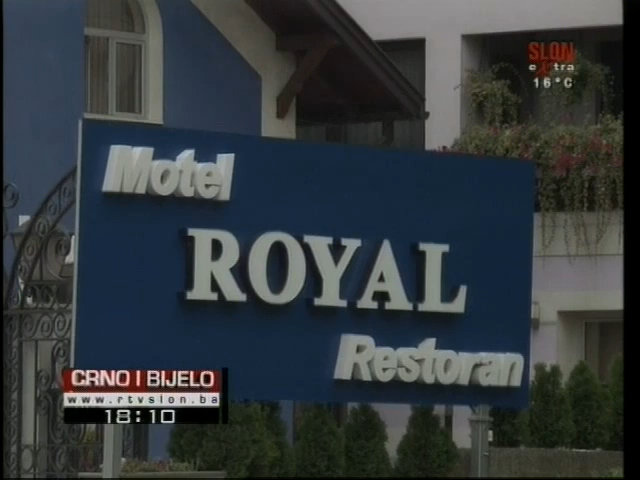 SLON
extra
16°C
Motel
ROYAL
Restoran
CRNO I BIJELO
www.rtvslon.ba
18:10